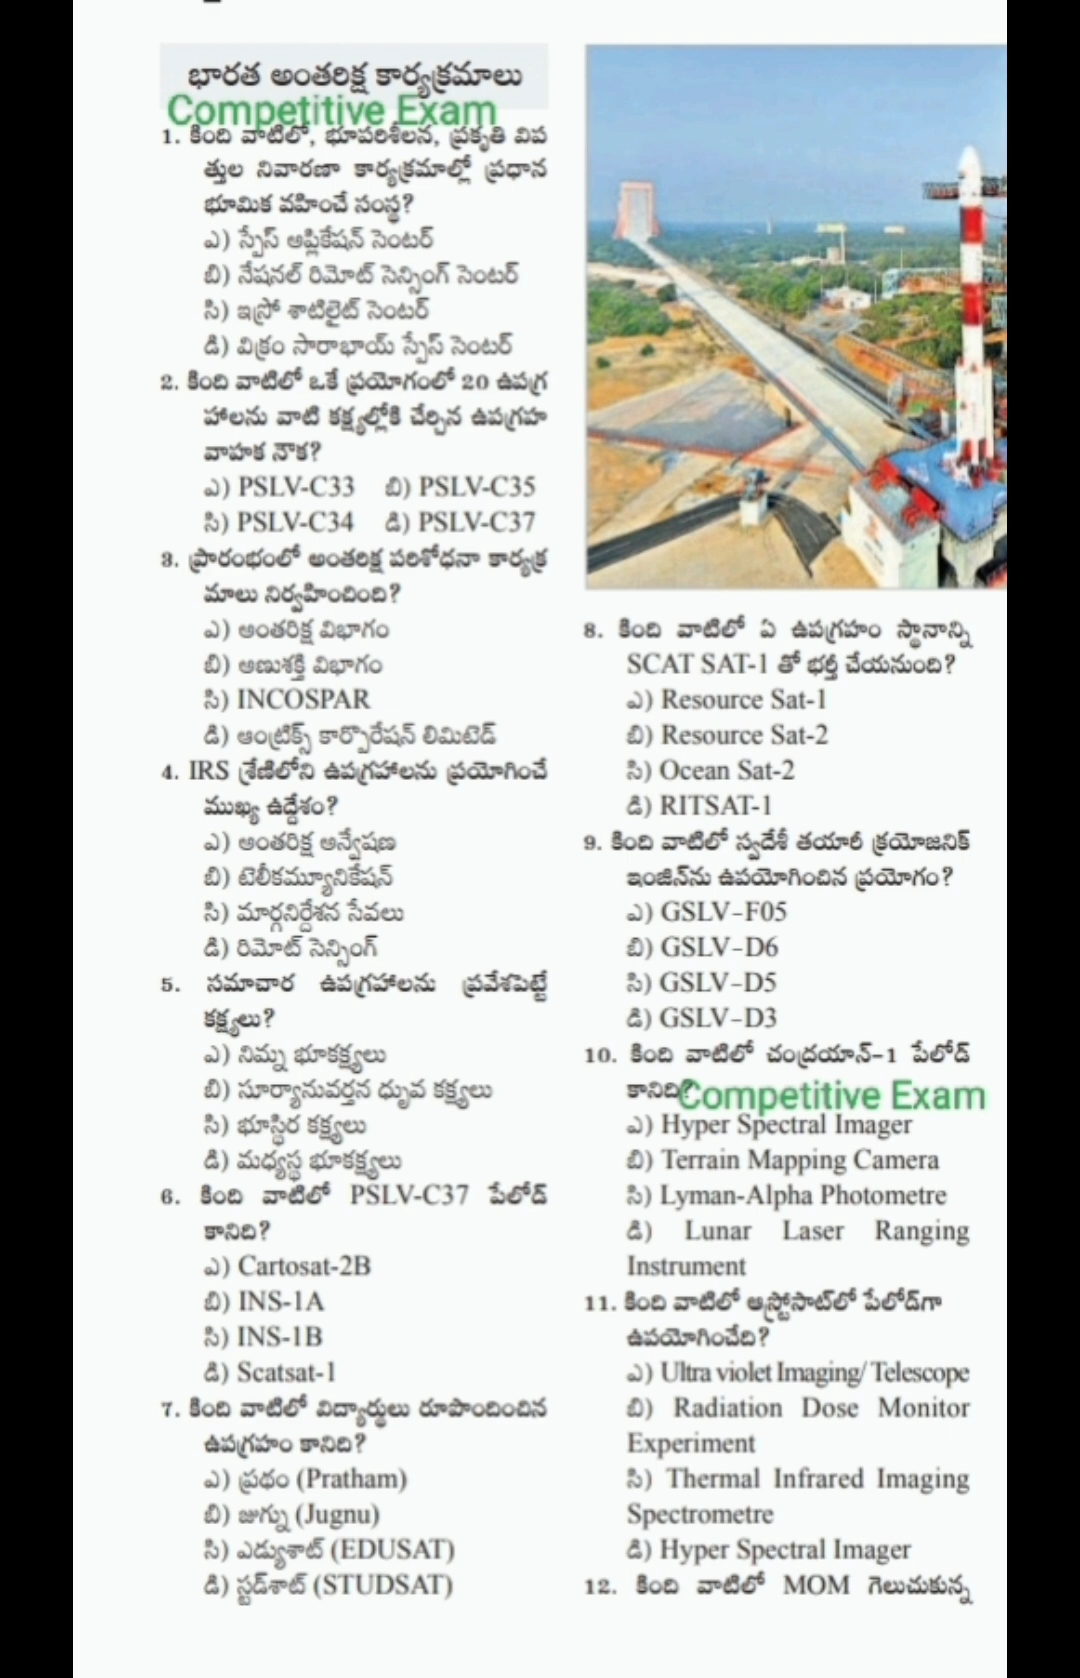 భారత అంతరిక్ష కార్యక్రమాలు
Competitive Exam
1. కింది వాటిలో, భూపరిశీలన, ప్రకృతి విప
త్తుల నివారణా కార్యక్రమాల్లో ప్రధాన
భూమిక వహించే సంస్థ?
ఎ) స్పేస్ అప్లికేషన్ సెంటర్
బి) నేషనల్ రిమోట్ సెన్సింగ్ సెంటర్
సి) ఇస్రో శాటిలైట్ సెంటర్
డి) విక్రం సారాభాయ్ స్పేస్ సెంటర్
2. కింది వాటిలో ఒకే ప్రయోగంలో 20 ఉపగ్ర
హాలను వాటి కక్ష్యల్లోకి చేర్చిన ఉపగ్రహ
వాహక నౌక?
ఎ) PSLV-C33 బి) PSLV-C35
సి) PSLV-C34 డి) PSLV-C37
3. ప్రారంభంలో అంతరిక్ష పరిశోధనా కార్యక్ర
మాలు నిర్వహించింది?
ఎ) అంతరిక్ష విభాగం
బి) అణుశక్తి విభాగం
సి) INCOSPAR
డి) ఆంట్రిక్స్ కార్పొరేషన్ లిమిటెడ్
4. IRS శ్రేణిలోని ఉపగ్రహాలను ప్రయోగించే
ముఖ్య ఉద్దేశం?
ఎ) అంతరిక్ష అన్వేషణ
బి) టెలీకమ్యూనికేషన్
సి) మార్గనిర్దేశన సేవలు
డి) రిమోట్ సెన్సింగ్
5. సమాచార ఉపగ్రహాలను ప్రవేశపెట్టే
కక్ష్యలు?
ఎ) నిమ్న భూకక్ష్యలు
బి) సూర్యానువర్తన ధ్రువ కక్ష్యలు
సి) భూస్థిర కక్ష్యలు
డి) మధ్యస్థ భూకక్ష్యలు
6. కింది వాటిలో PSLV-C37 పేలోడ్
కానిది?
ఎ) Cartosat-2B
బి) INS-1A
సి) INS-1B
డి) Scatsat-1
7. కింది వాటిలో విద్యార్థులు రూపొందించిన
ఉపగ్రహం కానిది?
ఎ) ప్రథం (Pratham)
బి) జుగ్ను (Jugnu)
సి) ఎడ్యుశాట్ (EDUSAT)
డి) స్టడ్‌శాట్ (STUDSAT)
8. కింది వాటిలో ఏ ఉపగ్రహం స్థానాన్ని
SCAT SAT-1 తో భర్తీ చేయనుంది?
ఎ) Resource Sat-1
బి) Resource Sat-2
సి) Ocean Sat-2
డి) RITSAT-1
9. కింది వాటిలో స్వదేశీ తయారీ క్రయోజనిక్
ఇంజిన్‌ను ఉపయోగించిన ప్రయోగం?
ఎ) GSLV-F05
బి) GSLV-D6
సి) GSLV-D5
డి) GSLV-D3
10. కింది వాటిలో చంద్రయాన్-1 పేలోడ్
కానిది?
Competitive Exam
ఎ) Hyper Spectral Imager
బి) Terrain Mapping Camera
సి) Lyman-Alpha Photometre
డి) Lunar Laser Ranging
Instrument
11. కింది వాటిలో ఆస్ట్రోసాట్‌లో పేలోడ్‌గా
ఉపయోగించేది?
ఎ) Ultra violet Imaging/ Telescope
బి) Radiation Dose Monitor
Experiment
సి) Thermal Infrared Imaging
Spectrometre
డి) Hyper Spectral Imager
12. కింది వాటిలో MOM గెలుచుకున్న